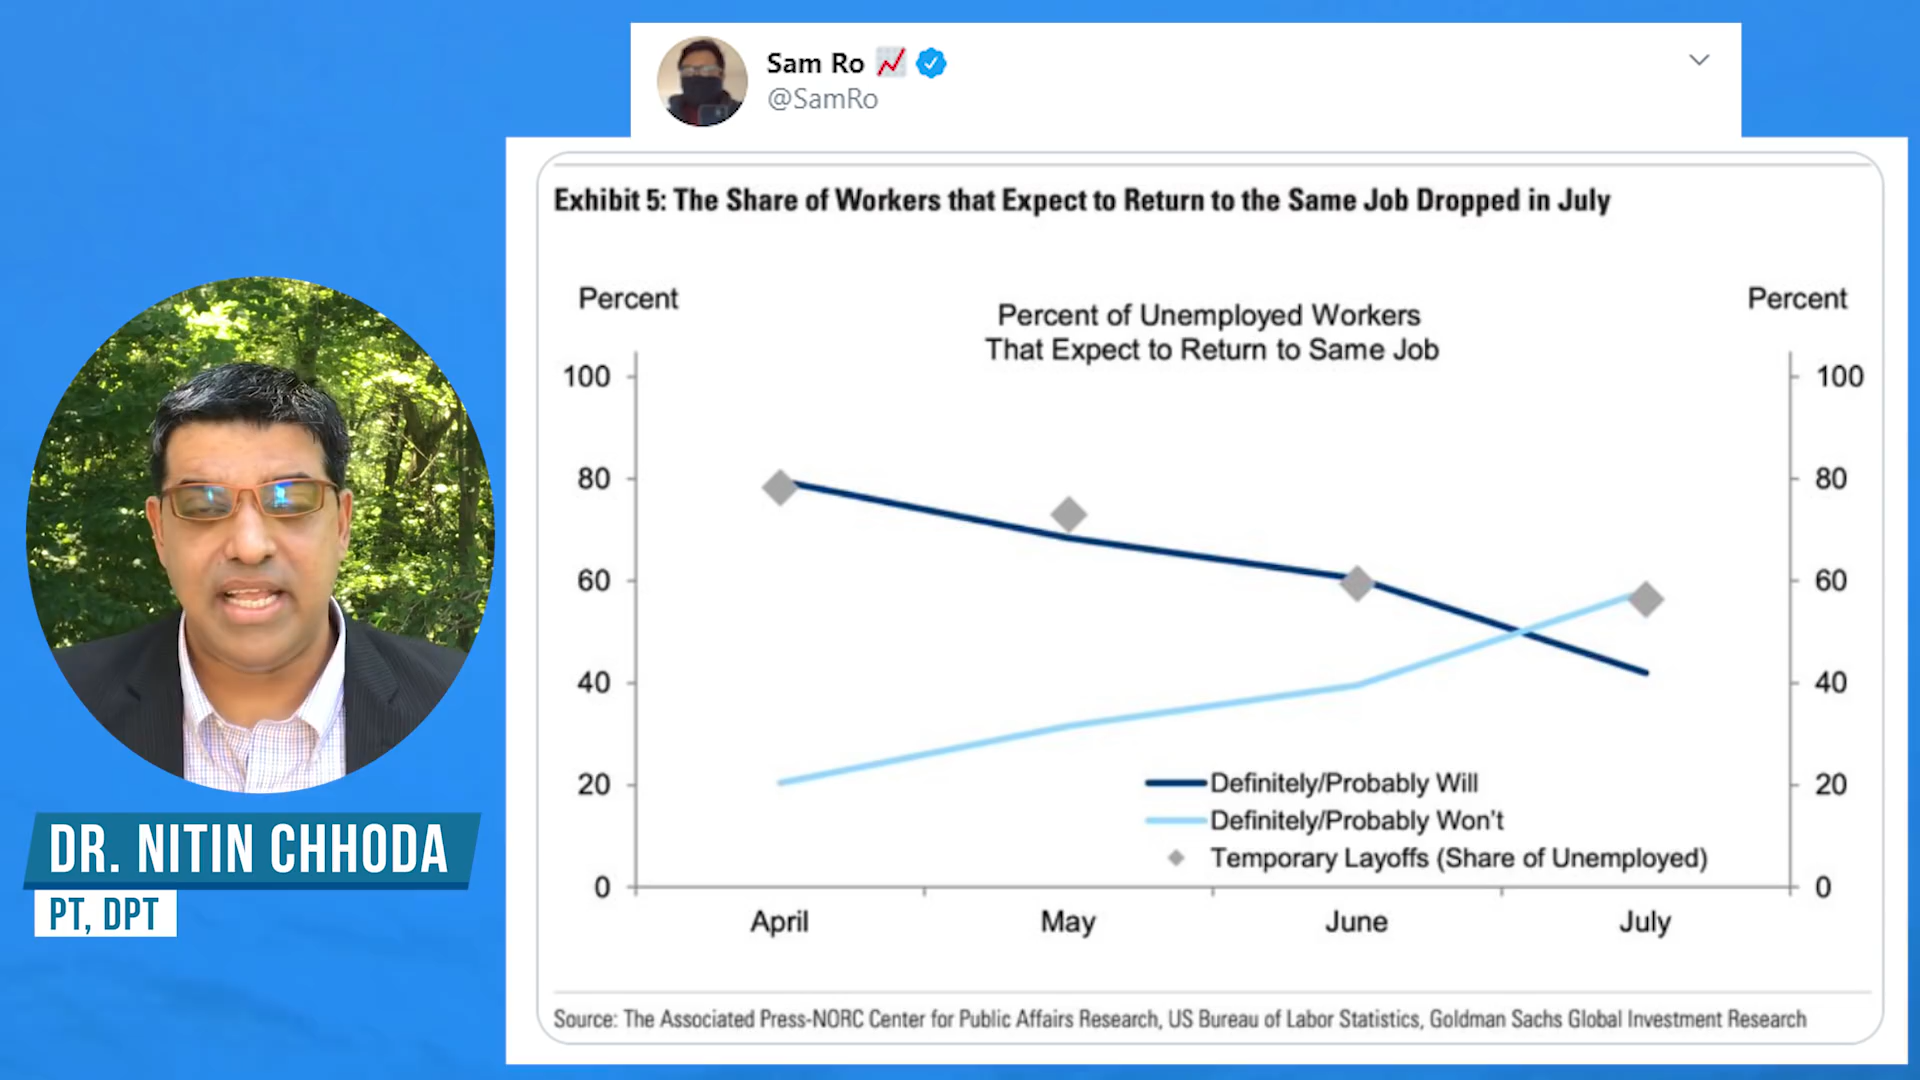 Sam Ro
@SamRo
Exhibit 5: The Share of Workers that Expect to Return to the Same Job Dropped in July
Percent
Percent
Percent of Unemployed Workers
That Expect to Return to Same Job
100
100
80
80
60
60
40
40
20
20
0
0
Definitely/Probably Will
Definitely/Probably Won't
Temporary Layoffs (Share of Unemployed)
April
May
June
July
Source: The Associated Press-NORC Center for Public Affairs Research, US Bureau of Labor Statistics, Goldman Sachs Global Investment Research
DR. NITIN CHHODA
PT, DPT